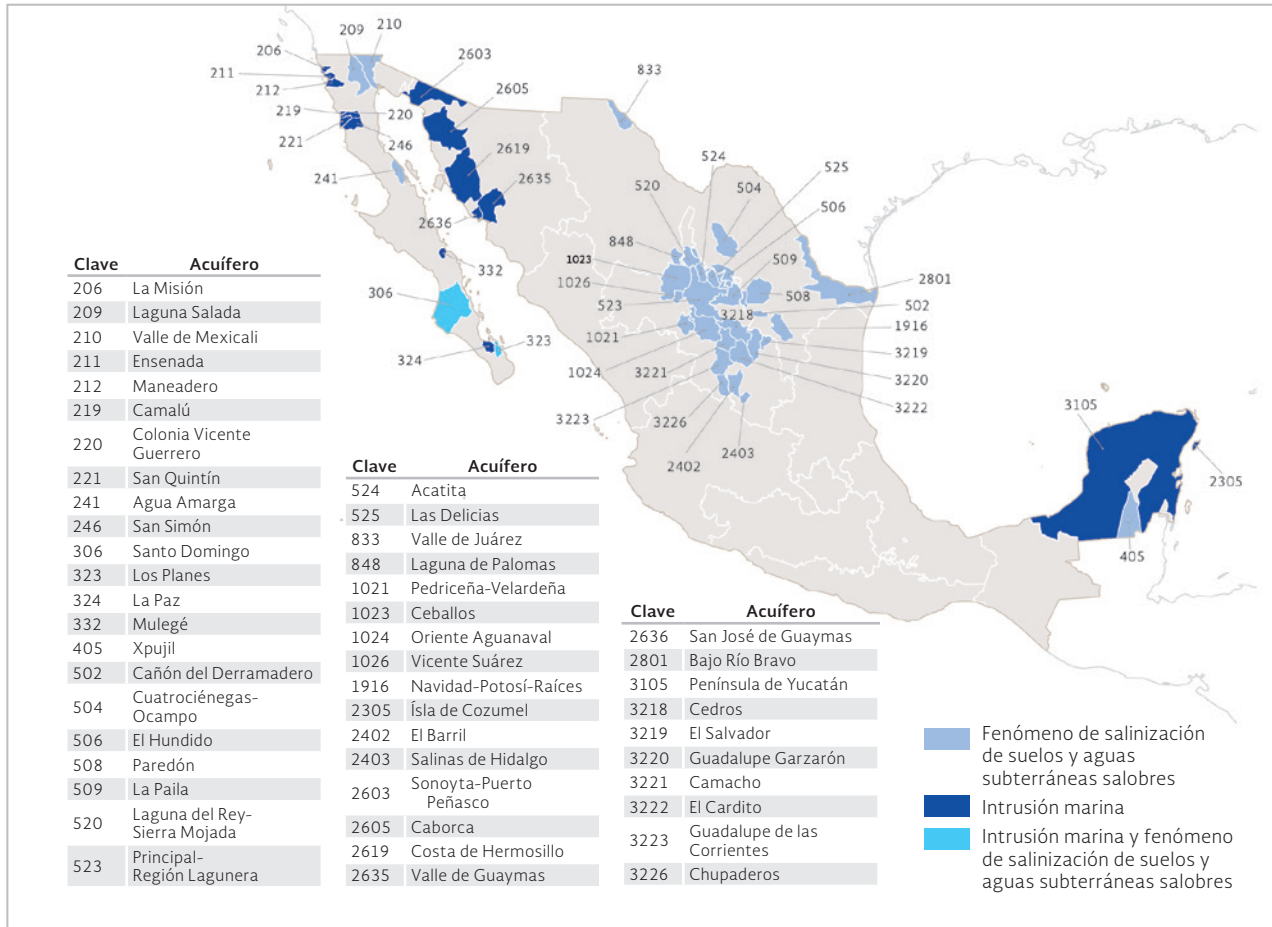 209
210
206
2603
833
211
2605
212
219
220
524
221
246
2619
525
520
504
241
2635
506
2636
848
509
1023
332
2801
1026
508
502
306
523
3218
1916
1021
3219
324
323
1024
3221
3220
3222
3223
3226
2402
2403
3105
2305
405
Clave Acuífero
206 La Misión
209 Laguna Salada
210 Valle de Mexicali
211 Ensenada
212 Maneadero
219 Camalú
220 Colonia Vicente
Guerrero
221 San Quintín
241 Agua Amarga
246 San Simón
306 Santo Domingo
323 Los Planes
324 La Paz
332 Mulegé
405 Xpujil
502 Cañón del Derramadero
504 Cuatrociénegas-
Ocampo
506 El Hundido
508 Paredón
509 La Paila
520 Laguna del Rey-
Sierra Mojada
523 Principal-
Región Lagunera
Clave Acuífero
524 Acatita
525 Las Delicias
833 Valle de Juárez
848 Laguna de Palomas
1021 Pedriceña-Velardeña
1023 Ceballos
1024 Oriente Aguanaval
1026 Vicente Suárez
1916 Navidad-Potosí-Raíces
2305 Ísla de Cozumel
2402 El Barril
2403 Salinas de Hidalgo
2603 Sonoyta-Puerto
Peñasco
2605 Caborca
2619 Costa de Hermosillo
2635 Valle de Guaymas
Clave Acuífero
2636 San José de Guaymas
2801 Bajo Río Bravo
3105 Península de Yucatán
3218 Cedros
3219 El Salvador
3220 Guadalupe Garzarón
3221 Camacho
3222 El Cardito
3223 Guadalupe de las
Corrientes
3226 Chupaderos
Fenómeno de salinización
de suelos y aguas
subterráneas salobres
Intrusión marina
Intrusión marina y fenómeno
de salinización de suelos y
aguas subterráneas salobres